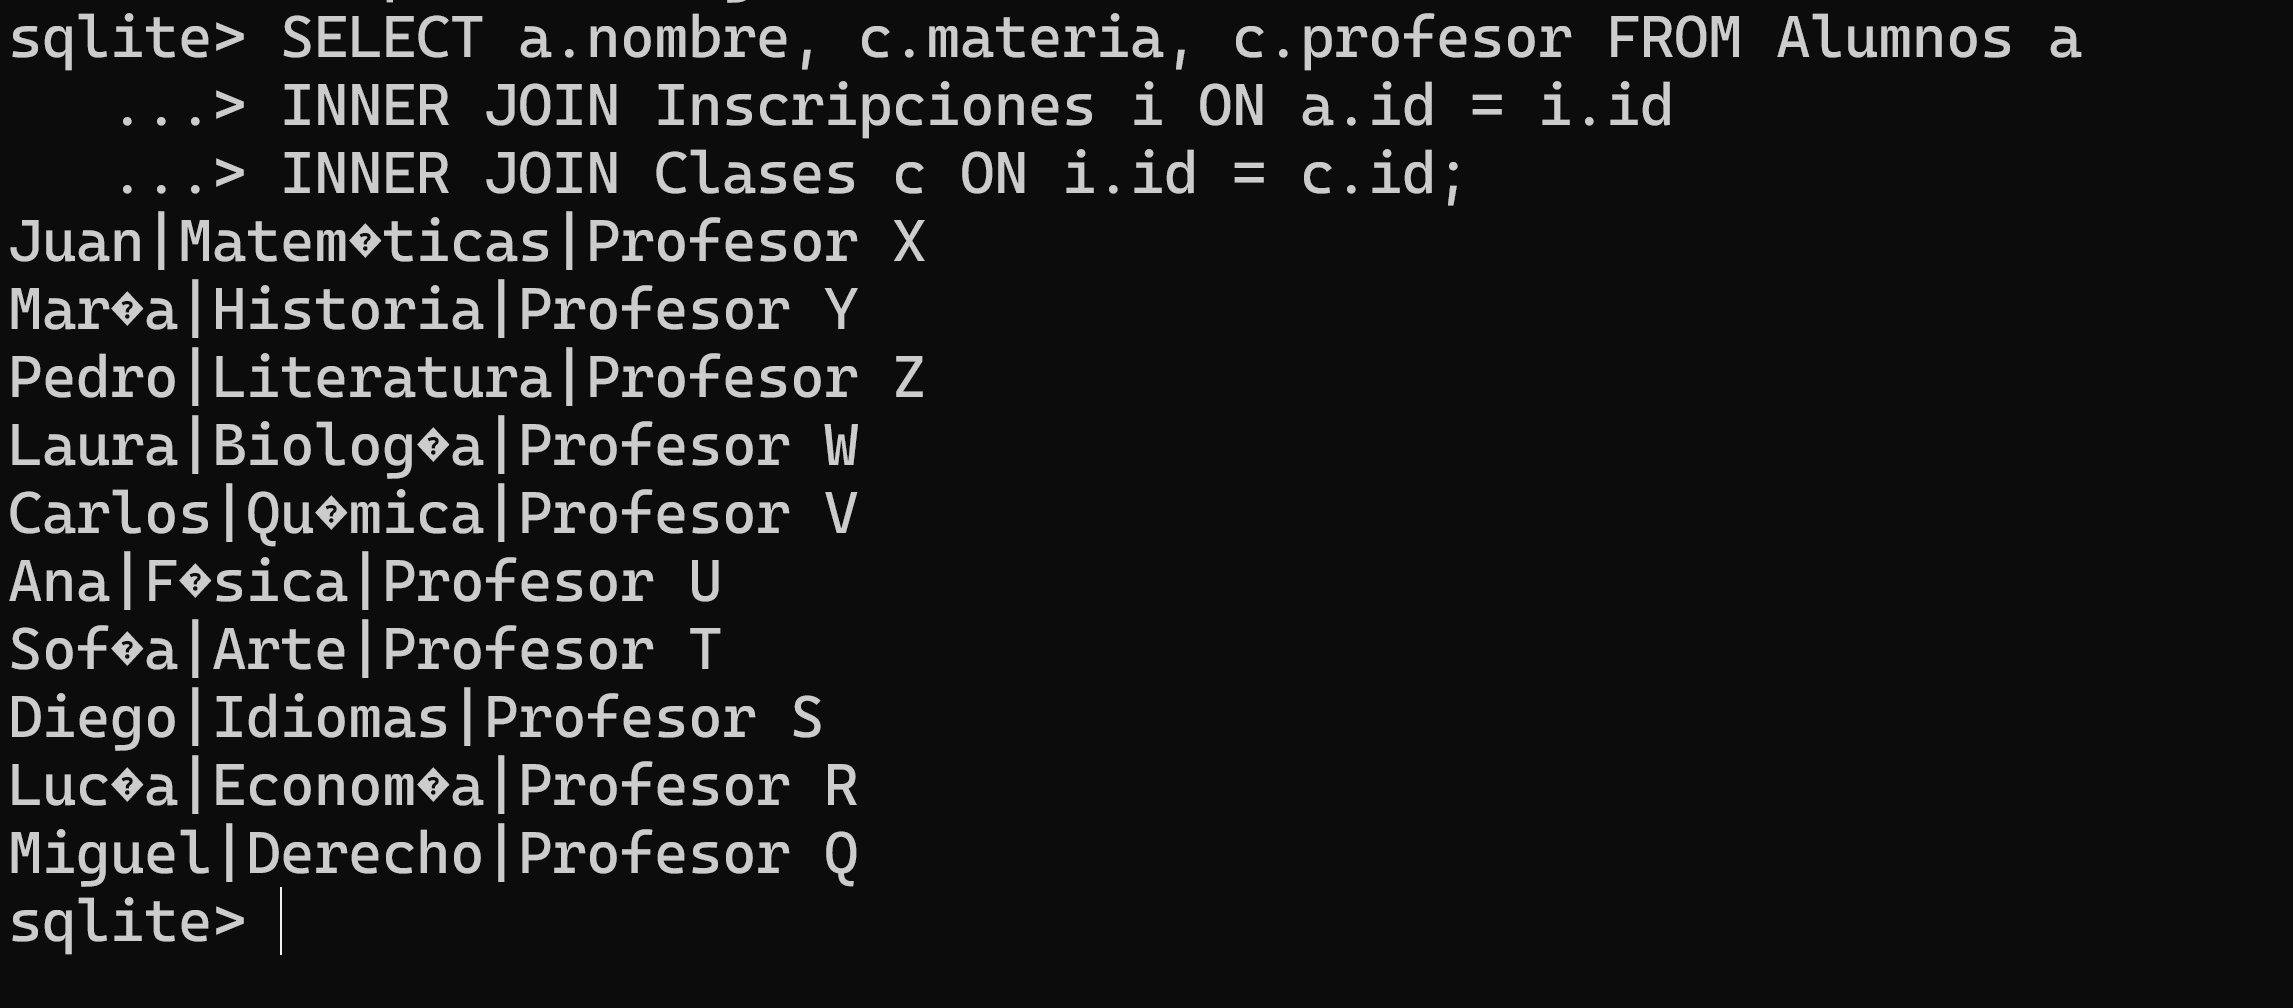 sqlite> SELECT a.nombre, c.materia, c.profesor FROM Alumnos a
...> INNER JOIN Inscripciones i ON a.id = i.id
...> INNER JOIN Clases c ON i.id = c.id;
Juan|Matem�ticas|Profesor X
Mar�a|Historia|Profesor Y
Pedro|Literatura|Profesor Z
Laura|Biolog�a|Profesor W
Carlos|Qu�mica|Profesor V
Ana|F�sica|Profesor U
Sof�a|Arte|Profesor T
Diego|Idiomas|Profesor S
Luc�a|Econom�a|Profesor R
Miguel|Derecho|Profesor Q
sqlite>